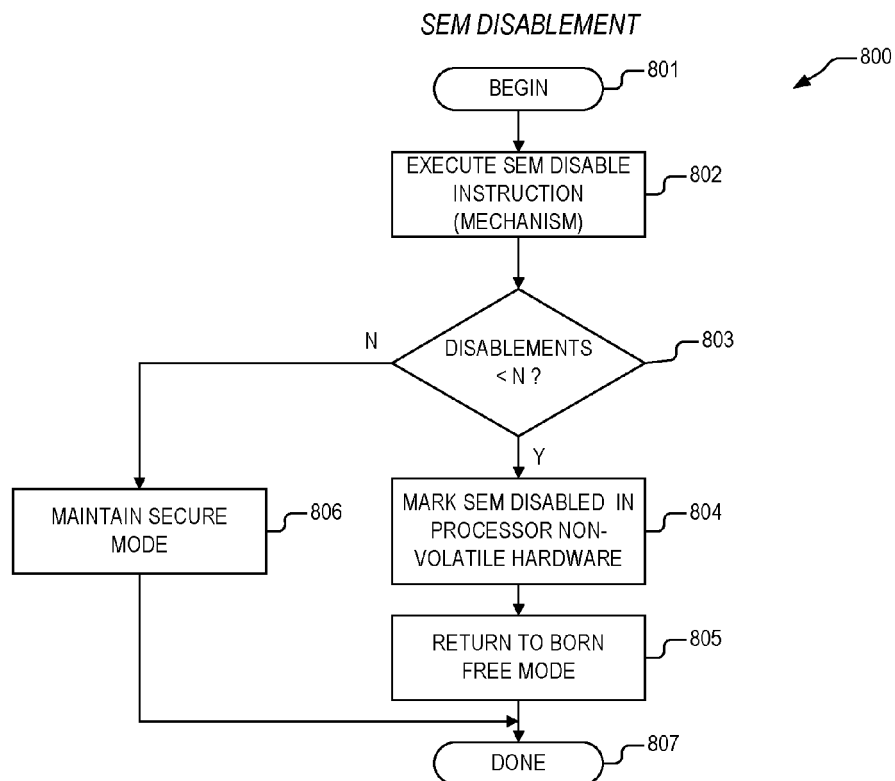 SEM DISABLEMENT
800
BEGIN
801
EXECUTE SEM DISABLE
INSTRUCTION
(MECHANISM)
802
DISABLEMENTS
< N ?
803
N
Y
MAINTAIN SECURE
MODE
806
MARK SEM DISABLED IN
PROCESSOR NON-
VOLATILE HARDWARE
804
RETURN TO BORN
FREE MODE
805
DONE
807